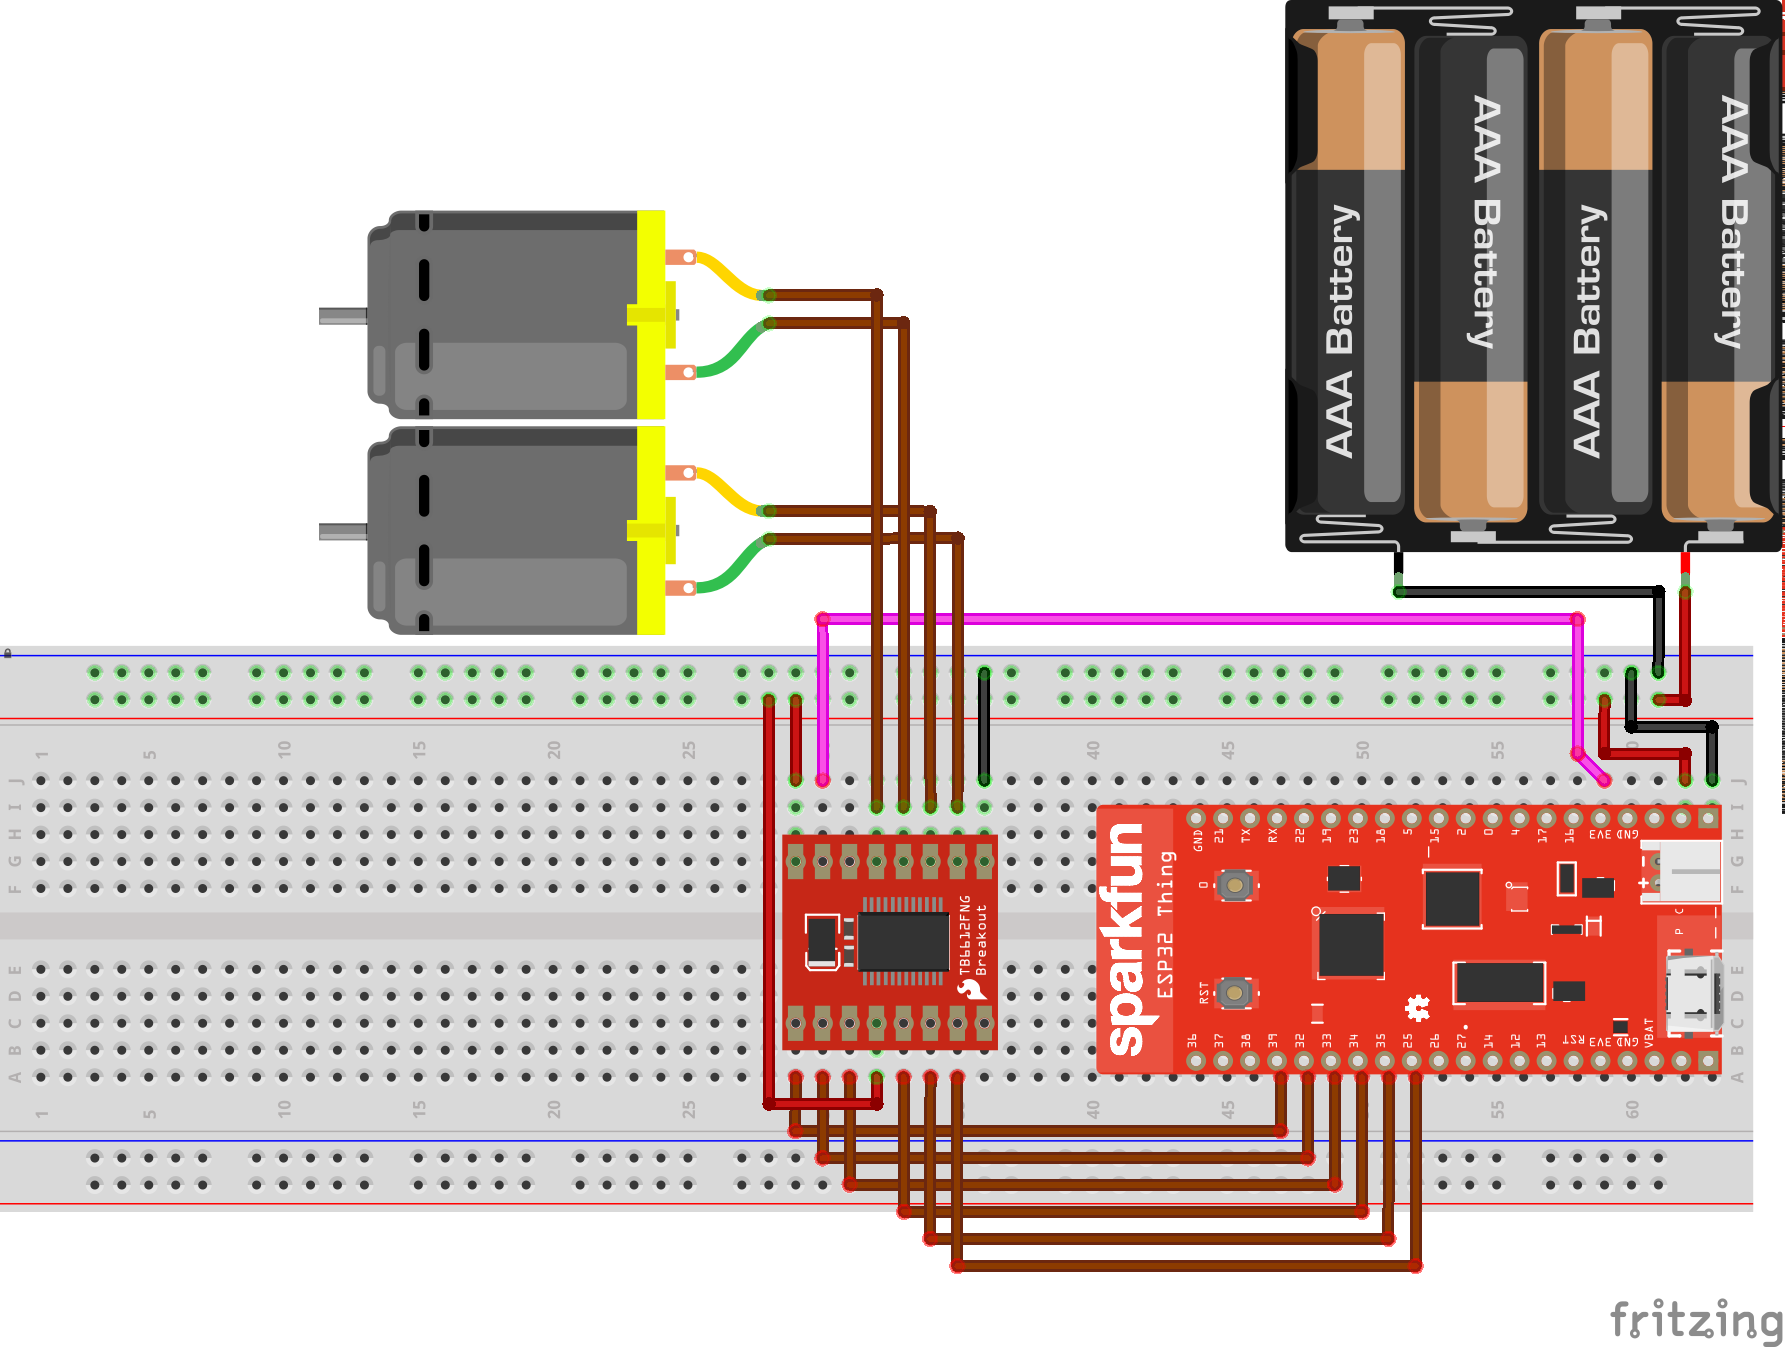 AAA Battery
AAA Battery
AAA Battery
AAA Battery
1 5 10 15 20 25 40 45 50 55 60
J
I
H
G
F
E
D
C
B
A
J
I
H
G
F
E
D
C
B
A
TB6612FNG
Breakout
sparkfun
ESP32 Thing
GND 21 TX RX 22 19 23 18 5 15 2 0 4 17 16 3V3 GND
0
RST
36 37 38 39 32 33 34 35 25 26 27 14 12 13 RST 3V3 GND VBAT
- +
1 5 10 15 20 25 40 45 55 60
fritzing